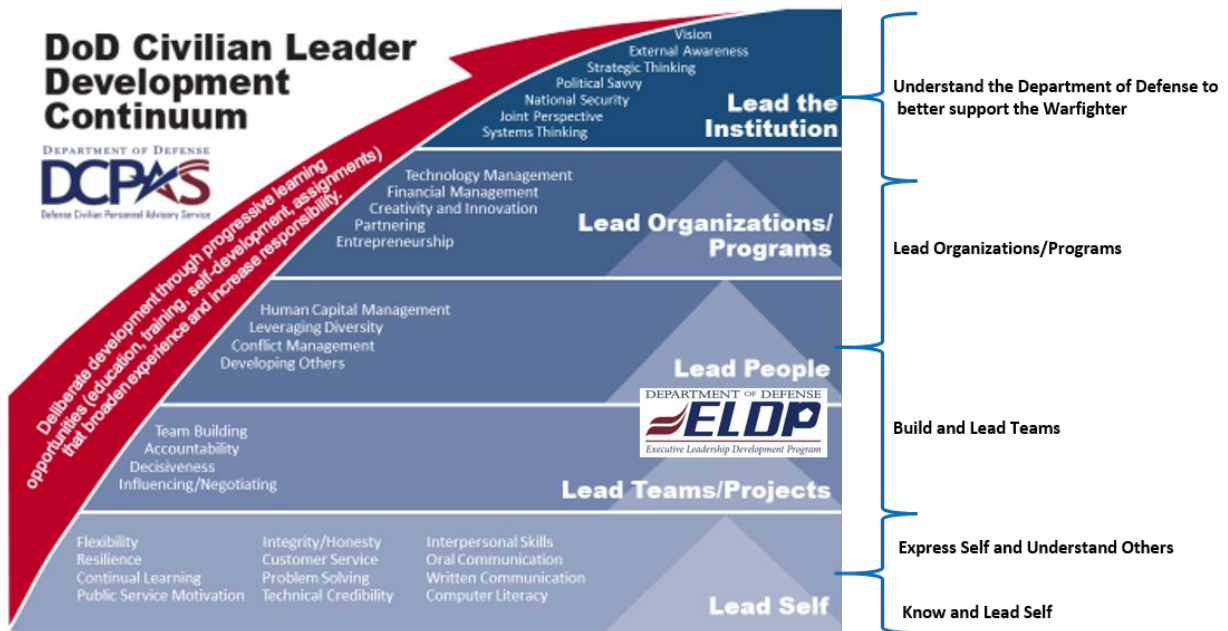 DoD Civilian Leader
Development
Continuum
DEPARTMENT OF DEFENSE
DCPAS
Defense Civilian Personnel Advisory Service
Deliberate development through progressive learning
opportunities (education, training, self-development, assignments)
that broaden experience and increase responsibility.
Vision
External Awareness
Strategic Thinking
Political Savvy
National Security
Joint Perspective
Systems Thinking
Lead the
Institution
Understand the Department of Defense to
better support the Warfighter
Technology Management
Financial Management
Creativity and Innovation
Partnering
Entrepreneurship
Lead Organizations/
Programs
Lead Organizations/Programs
Human Capital Management
Leveraging Diversity
Conflict Management
Developing Others
Lead People
DEPARTMENT OF DEFENSE
ELDP
Executive Leadership Development Program
Build and Lead Teams
Team Building
Accountability
Decisiveness
Influencing/Negotiating
Lead Teams/Projects
Flexibility
Resilience
Continual Learning
Public Service Motivation
Integrity/Honesty
Customer Service
Problem Solving
Technical Credibility
Interpersonal Skills
Oral Communication
Written Communication
Computer Literacy
Lead Self
Express Self and Understand Others
Know and Lead Self